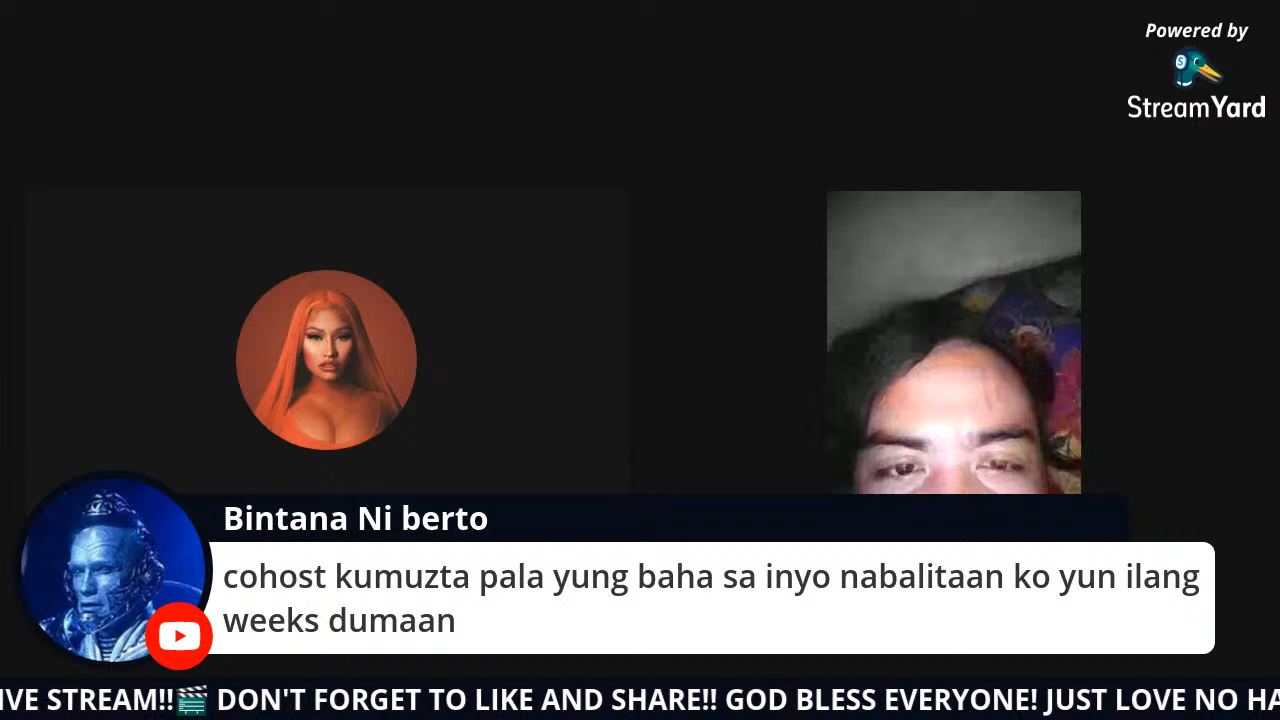 Powered by
StreamYard
Bintana Ni berto
cohost kumuzta pala yung baha sa inyo nabalitaan ko yun ilang
weeks dumaan
IVE STREAM!!🎬 DON'T FORGET TO LIKE AND SHARE!! GOD BLESS EVERYONE! JUST LOVE NO HA